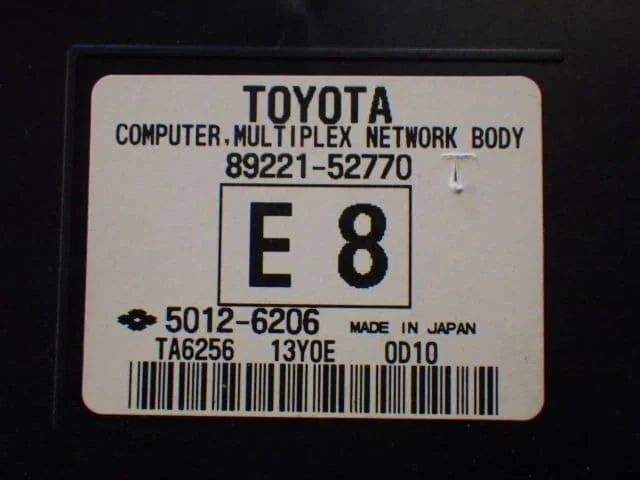 TOYOTA
COMPUTER,MULTIPLEX NETWORK BODY
89221-52770
E 8
5012-6206 MADE IN JAPAN
TA6256 13Y0E 0D10